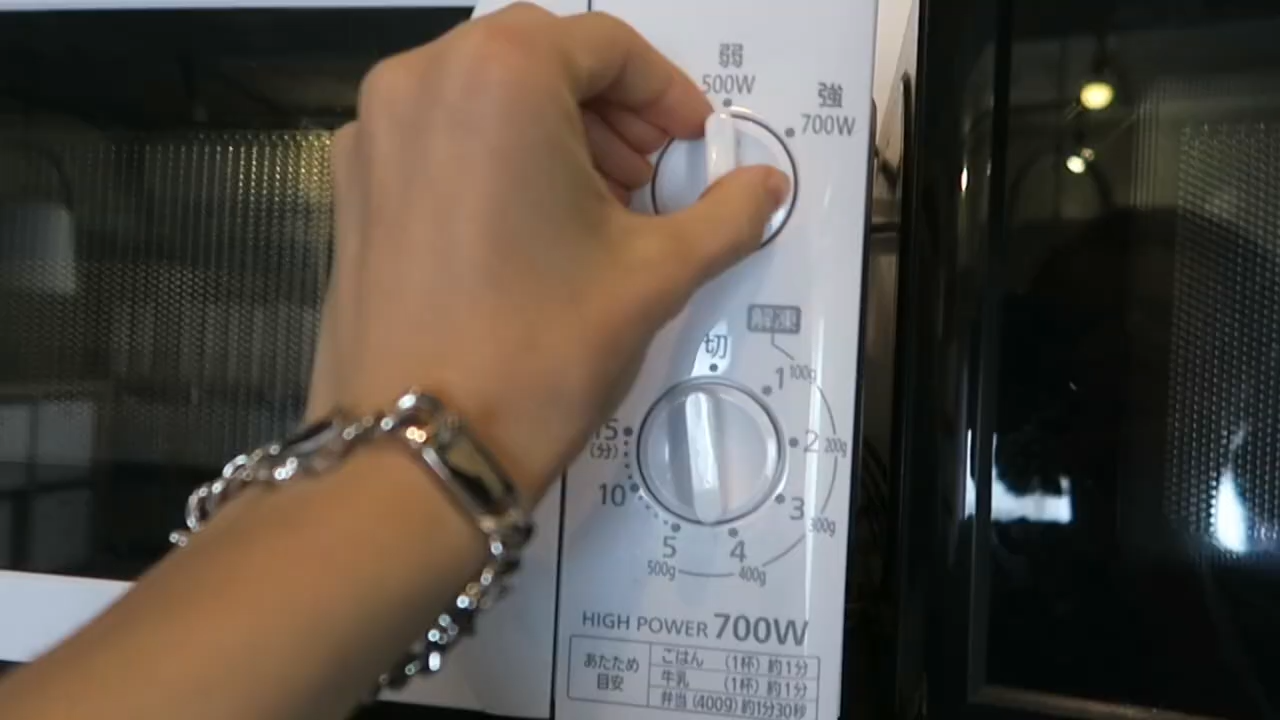 弱
500W
強
700W
解凍
切
1 100g
2 200g
3 300g
4 400g
5 500g
10
15
(分)
HIGH POWER 700W
あたため
目安
ごはん (1杯) 約1分
牛乳 (1杯) 約1分
弁当 (400g) 約1分30秒